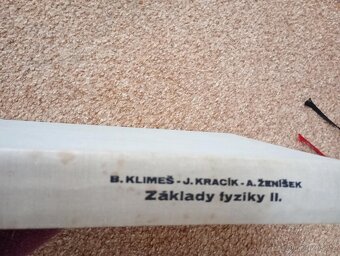 B. KLIMEŠ - J. KRACÍK - A. ŽENÍŠEK
Základy fyziky II.